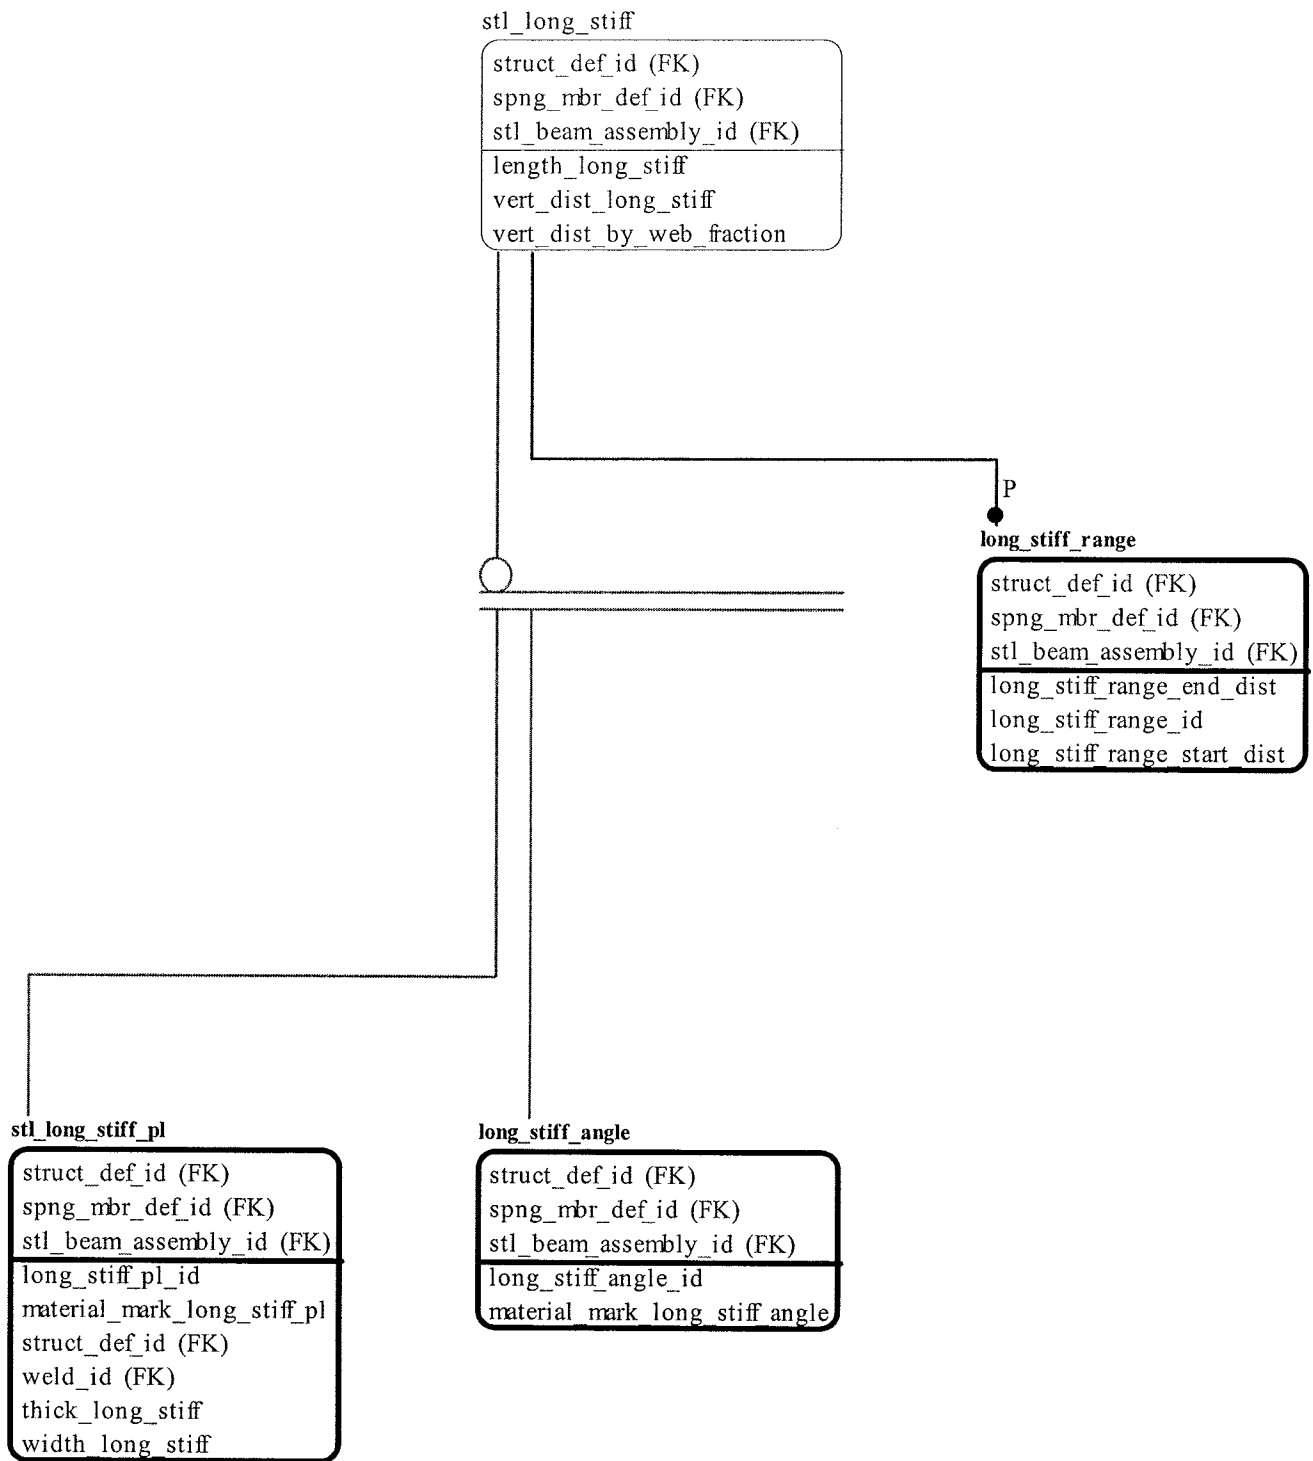 stl_long_stiff
struct_def_id (FK)
spng_mbr_def_id (FK)
stl_beam_assembly_id (FK)
length_long_stiff
vert_dist_long_stiff
vert_dist_by_web_fraction
P
long_stiff_range
struct_def_id (FK)
spng_mbr_def_id (FK)
stl_beam_assembly_id (FK)
long_stiff_range_end_dist
long_stiff_range_id
long_stiff_range_start_dist
stl_long_stiff_pl
struct_def_id (FK)
spng_mbr_def_id (FK)
stl_beam_assembly_id (FK)
long_stiff_pl_id
material_mark_long_stiff_pl
struct_def_id (FK)
weld_id (FK)
thick_long_stiff
width_long_stiff
long_stiff_angle
struct_def_id (FK)
spng_mbr_def_id (FK)
stl_beam_assembly_id (FK)
long_stiff_angle_id
material_mark_long_stiff_angle